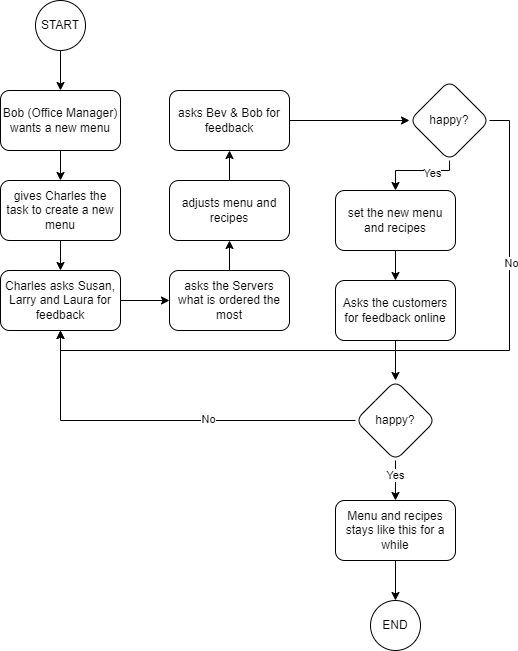 START
Bob (Office Manager)
wants a new menu
gives Charles the
task to create a new
menu
Charles asks Susan,
Larry and Laura for
feedback
asks the Servers
what is ordered the
most
adjusts menu and
recipes
asks Bev & Bob for
feedback
happy?
Yes
No
set the new menu
and recipes
Asks the customers
for feedback online
happy?
No
Yes
Menu and recipes
stays like this for a
while
END